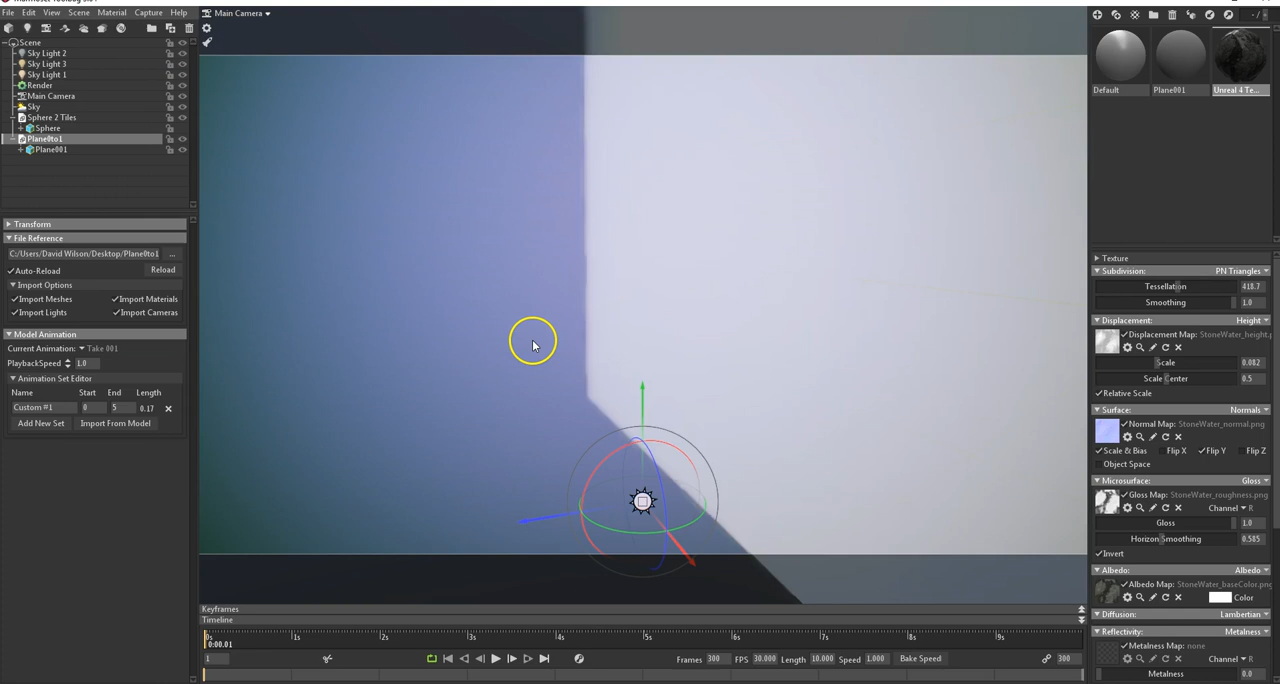 File Edit View Scene Material Capture Help
Main Camera
Scene
Sky Light 2
Sky Light 3
Sky Light 1
Render
Main Camera
Sky
Sphere 2 Tiles
Sphere
Plane0to1
Plane001
Transform
File Reference
C:/Users/David Wilson/Desktop/Plane0to1 ...
Auto-Reload Reload
Import Options
Import Meshes Import Materials
Import Lights Import Cameras
Model Animation
Current Animation: Take 001
PlaybackSpeed 1.0
Animation Set Editor
Name Start End Length
Custom #1 0 5 0.17
Add New Set Import From Model
Keyframes
Timeline
0s 1s 2s 3s 4s 5s 6s 7s 8s 9s
0:00.01
1 Frames 300 FPS 30.000 Length 10.000 Speed 1.000 Bake Speed 300
Default Plane001 Unreal 4 Te...
Texture
Subdivision: PN Triangles
Tessellation 418.7
Smoothing 1.0
Displacement: Height
Displacement Map: StoneWater_height.p
Scale 0.082
Scale Center 0.5
Relative Scale
Surface: Normals
Normal Map: StoneWater_normal.png
Scale & Bias Flip X Flip Y Flip Z
Object Space
Microsurface: Gloss
Gloss Map: StoneWater_roughness.png
Channel R
Gloss 1.0
Horizon Smoothing 0.585
Invert
Albedo: Albedo
Albedo Map: StoneWater_baseColor.png
Color
Diffusion: Lambertian
Reflectivity: Metalness
Metalness Map: none
Channel R
Metalness 0.0